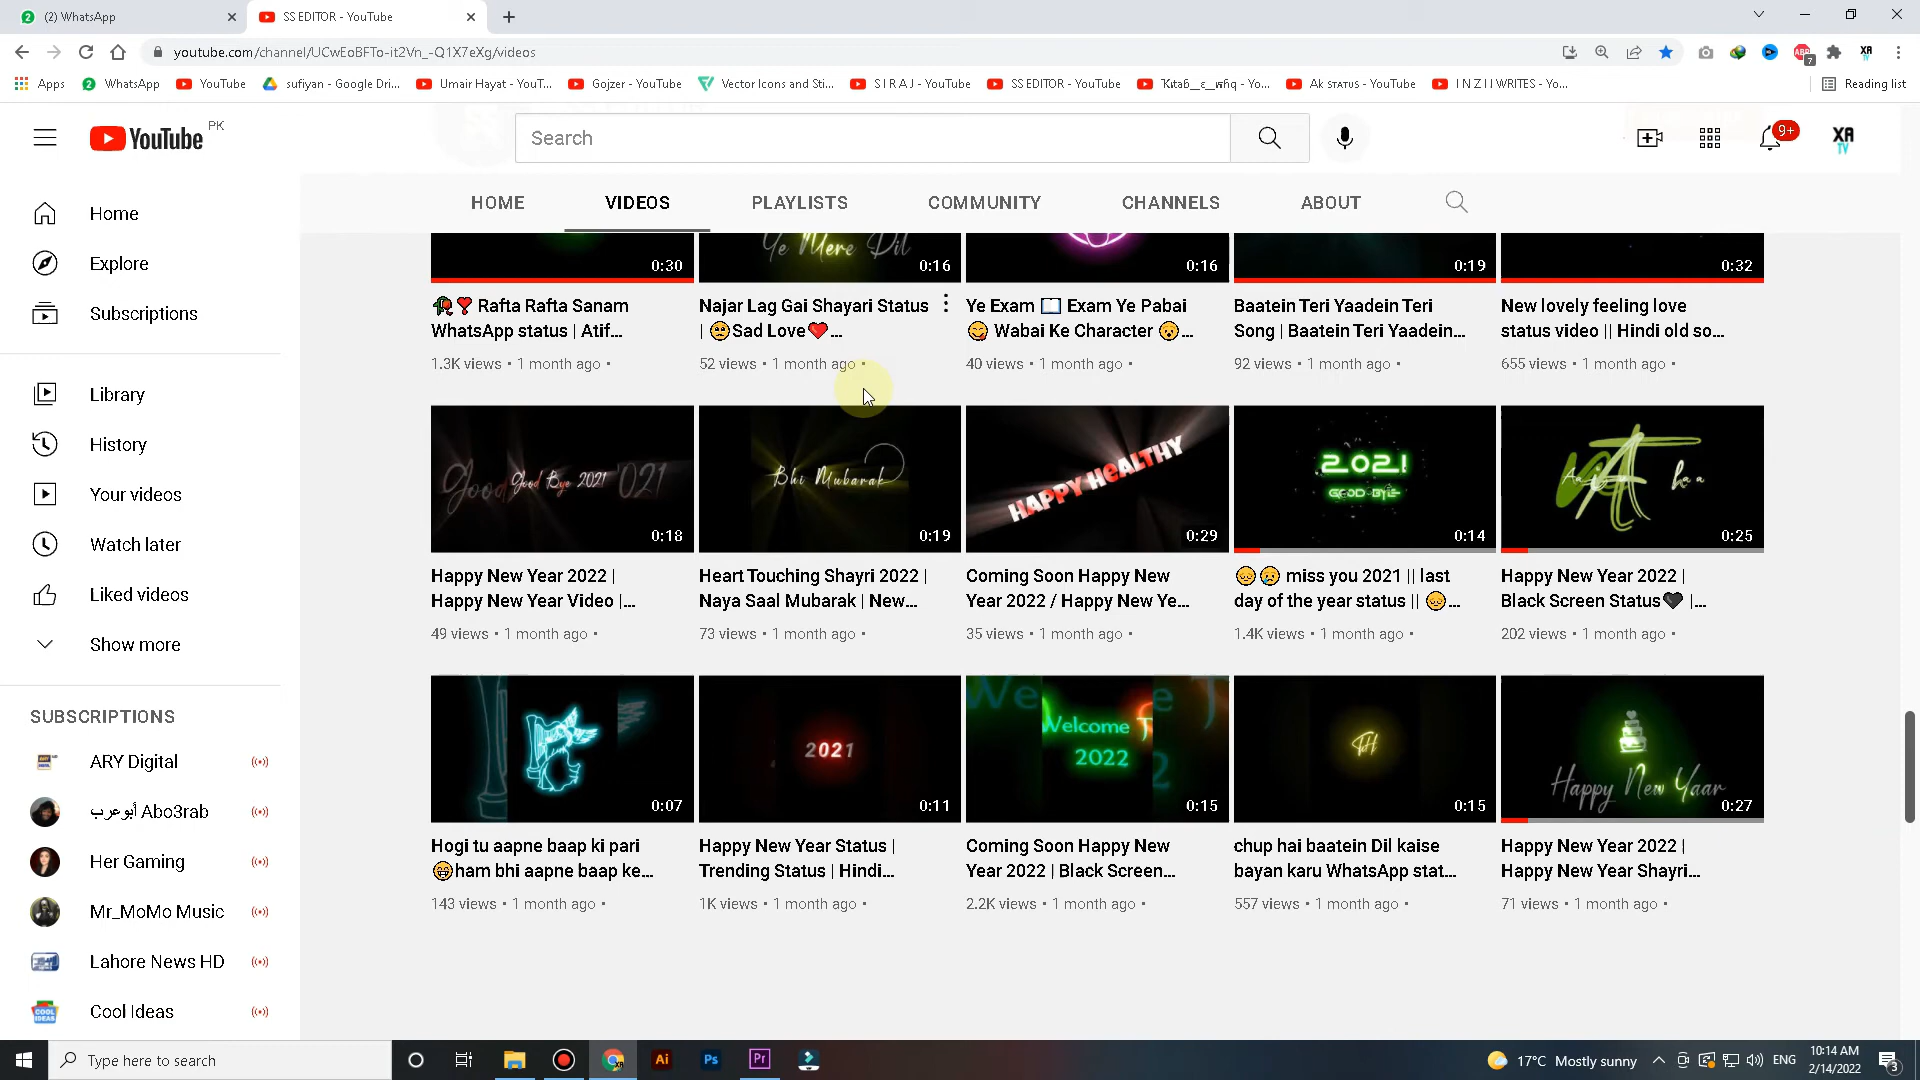 (2) WhatsApp
SS EDITOR - YouTube
youtube.com/channel/UCwEoBFTo-it2Vn_-Q1X7eXg/videos
Apps
WhatsApp
YouTube
sufiyan - Google Dri...
Umair Hayat - YouT...
Gojzer - YouTube
Vector Icons and Sti...
S I R A J - YouTube
SS EDITOR - YouTube
Ak sᴛᴀᴛᴜs - YouTube
I N Z I I WRITES - Yo...
Reading list
YouTube PK
Search
9+
XA TV
HOME
VIDEOS
PLAYLISTS
COMMUNITY
CHANNELS
ABOUT
Home
Explore
Subscriptions
Library
History
Your videos
Watch later
Liked videos
Show more
SUBSCRIPTIONS
ARY Digital
أبوعرب Abo3rab
Her Gaming
Mr_MoMo Music
Lahore News HD
Cool Ideas
0:30
Ye Mere Dil
0:16
0:16
0:19
0:32
🥀❣️ Rafta Rafta Sanam
WhatsApp status | Atif...
1.3K views • 1 month ago •
Najar Lag Gai Shayari Status
| 🥺Sad Love❤️...
52 views • 1 month ago •
Ye Exam 📖 Exam Ye Pabai
😋 Wabai Ke Character 😮...
40 views • 1 month ago •
Baatein Teri Yaadein Teri
Song | Baatein Teri Yaadein...
92 views • 1 month ago •
New lovely feeling love
status video || Hindi old so...
655 views • 1 month ago •
Good Bye 2021
0:18
Bhi Mubarak
0:19
HAPPY HEALTHY
0:29
2021
GOOD BYE
0:14
0:25
Happy New Year 2022 |
Happy New Year Video |...
49 views • 1 month ago •
Heart Touching Shayri 2022 |
Naya Saal Mubarak | New...
73 views • 1 month ago •
Coming Soon Happy New
Year 2022 / Happy New Ye...
35 views • 1 month ago •
😞😢 miss you 2021 || last
day of the year status || 😞...
1.4K views • 1 month ago •
Happy New Year 2022 |
Black Screen Status🖤 |...
202 views • 1 month ago •
0:07
2021
0:11
Welcome T
2022
0:15
0:15
Happy New Yaar
0:27
Hogi tu aapne baap ki pari
😁ham bhi aapne baap ke...
143 views • 1 month ago •
Happy New Year Status |
Trending Status | Hindi...
1K views • 1 month ago •
Coming Soon Happy New
Year 2022 | Black Screen...
2.2K views • 1 month ago •
chup hai baatein Dil kaise
bayan karu WhatsApp stat...
557 views • 1 month ago •
Happy New Year 2022 |
Happy New Year Shayri...
71 views • 1 month ago •
Type here to search
Ai
Ps
Pr
17°C Mostly sunny
ENG
10:14 AM
2/14/2022
3